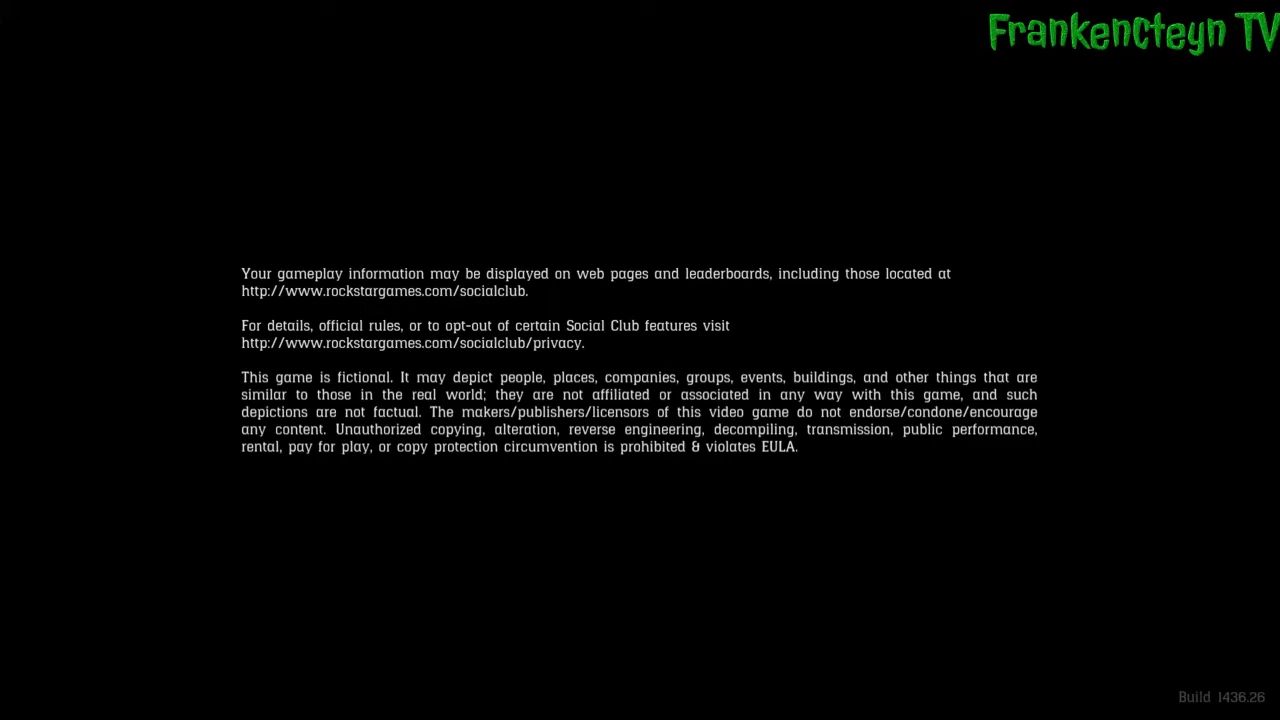 FrankenCteyn TV
Your gameplay information may be displayed on web pages and leaderboards, including those located at
http://www.rockstargames.com/socialclub.
For details, official rules, or to opt-out of certain Social Club features visit
http://www.rockstargames.com/socialclub/privacy.
This game is fictional. It may depict people, places, companies, groups, events, buildings, and other things that are
similar to those in the real world; they are not affiliated or associated in any way with this game, and such
depictions are not factual. The makers/publishers/licensors of this video game do not endorse/condone/encourage
any content. Unauthorized copying, alteration, reverse engineering, decompiling, transmission, public performance,
rental, pay for play, or copy protection circumvention is prohibited & violates EULA.
Build 1436.26